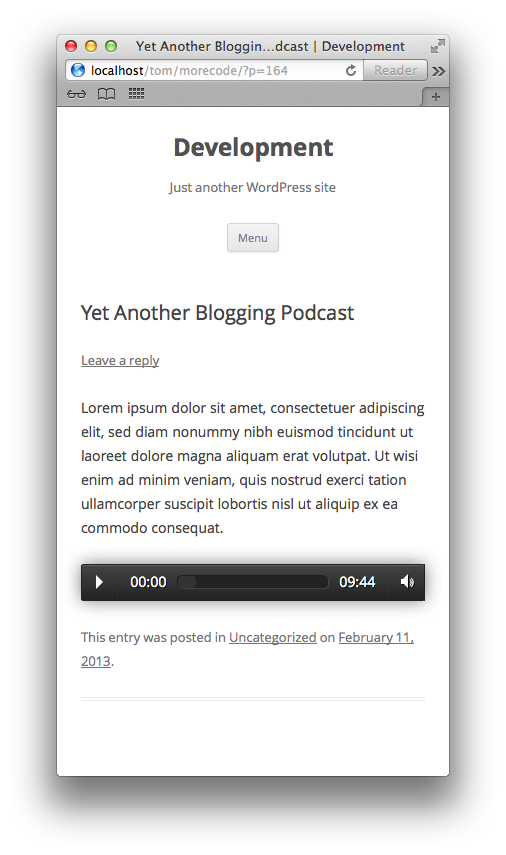 Yet Another Bloggin…dcast | Development
localhost/tom/morecode/?p=164
Reader
Development
Just another WordPress site
Menu
Yet Another Blogging Podcast
Leave a reply
Lorem ipsum dolor sit amet, consectetuer adipiscing
elit, sed diam nonummy nibh euismod tincidunt ut
laoreet dolore magna aliquam erat volutpat. Ut wisi
enim ad minim veniam, quis nostrud exerci tation
ullamcorper suscipit lobortis nisl ut aliquip ex ea
commodo consequat.
00:00 09:44
This entry was posted in Uncategorized on February 11,
2013.